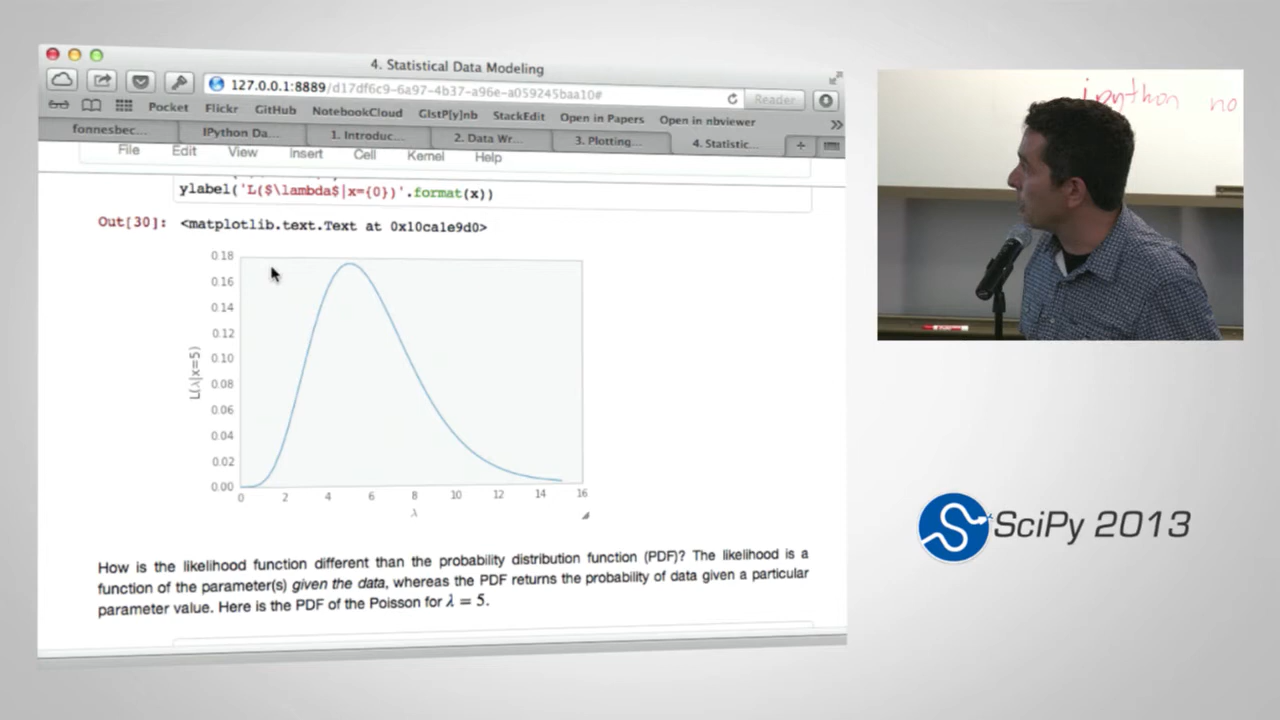 4. Statistical Data Modeling
127.0.0.1:8889/d17df6c9-6a97-4b37-a96e-a059245baa10#
Reader
Pocket Flickr GitHub NotebookCloud GlstP[y]nb StackEdit Open in Papers Open in nbviewer »
fonnesbec... IPython Da... 1. Introduc... 2. Data Wr... 3. Plotting... 4. Statistic... +
File Edit View Insert Cell Kernel Help
ylabel('L($\lambda$|x={0})'.format(x))
Out[30]: <matplotlib.text.Text at 0x10ca1e9d0>
0.18
0.16
0.14
0.12
0.10
0.08
0.06
0.04
0.02
0.00
L(λ|x=5)
0 2 4 6 8 10 12 14 16
λ
How is the likelihood function different than the probability distribution function (PDF)? The likelihood is a
function of the parameter(s) given the data, whereas the PDF returns the probability of data given a particular
parameter value. Here is the PDF of the Poisson for λ = 5.
ipython no
SciPy 2013